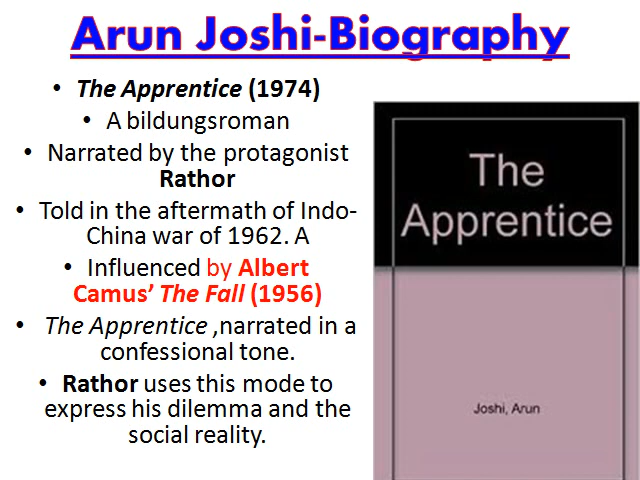 Arun Joshi-Biography
• The Apprentice (1974)
• A bildungsroman
• Narrated by the protagonist
Rathor
• Told in the aftermath of Indo-
China war of 1962. A
• Influenced by Albert
Camus’ The Fall (1956)
• The Apprentice ,narrated in a
confessional tone.
• Rathor uses this mode to
express his dilemma and the
social reality.
The
Apprentice
Joshi, Arun